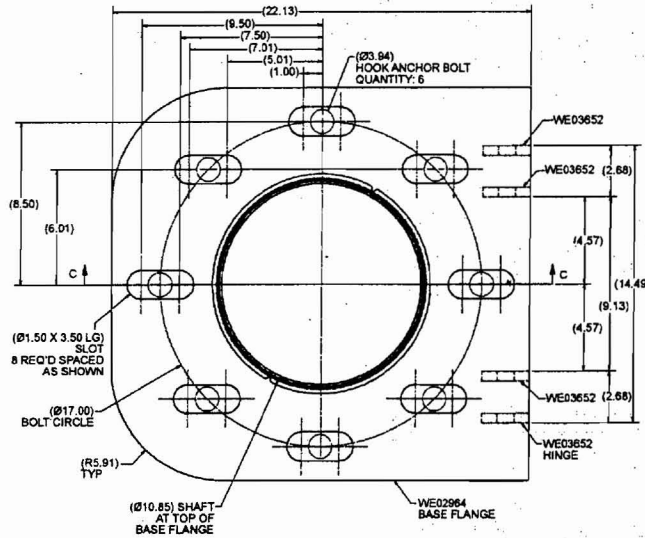 (22.13)
(9.50)
(7.50)
(7.01)
(5.01)
(1.00)
(Ø3.94)
HOOK ANCHOR BOLT
QUANTITY: 6
WE03652
WE03652
(2.68)
(8.50)
(6.01)
(4.57)
C
C
(14.49)
(9.13)
(4.57)
(Ø1.50 X 3.50 LG)
SLOT
8 REQ'D SPACED
AS SHOWN
(Ø17.00)
BOLT CIRCLE
WE03652
(2.68)
WE03652
HINGE
(R5.91)
TYP
(Ø10.85) SHAFT
AT TOP OF
BASE FLANGE
WE02964
BASE FLANGE